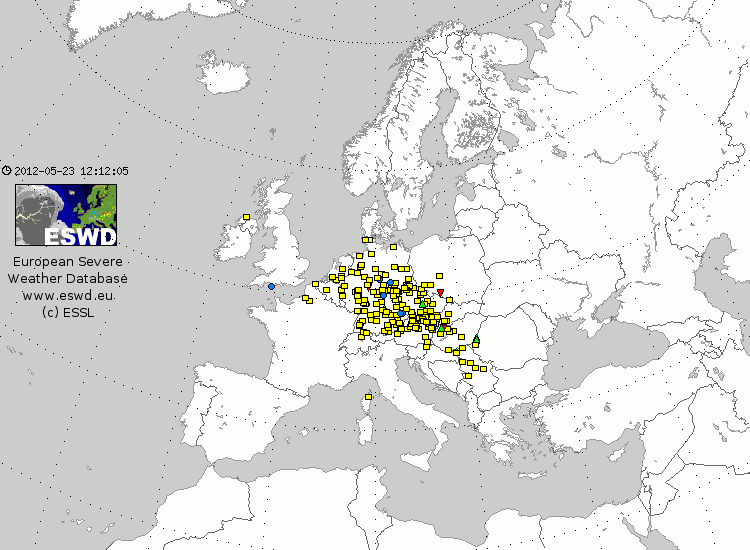 2012-05-23 12:12:05
ESWD
European Severe
Weather Database
www.eswd.eu
(c) ESSL